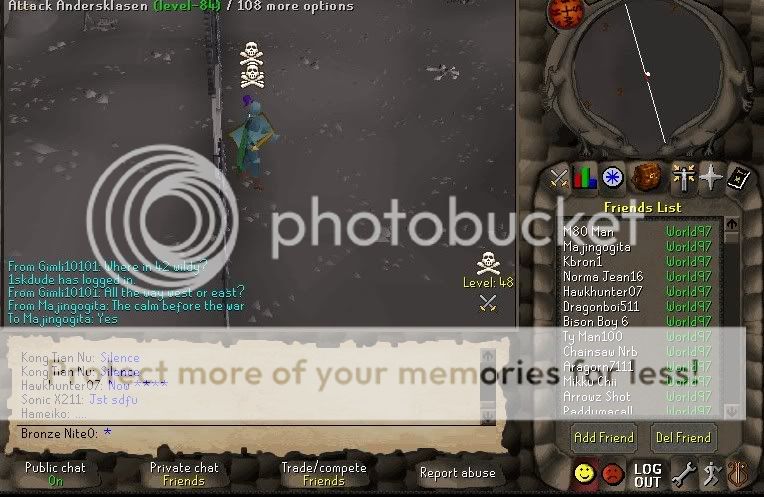 Attack Andersklasen (level-84) / 108 more options
photobucket
From Gimli10101: Where in 42 wildy?
1skdude has logged in.
From Gimli10101: All the way west or east?
From Majingogita: The calm before the war
To Majingogita: Yes
Level: 48
Kong Tian Nu: Silence
Kong Tian Nu: Silence
Hawkhunter07: Now ****
Sonic X211: Jst sdfu
Hameiko: ....
Bronze Nite0: *
Public chat
On
Private chat
Friends
Trade/compete
Friends
Report abuse
Friends List
M80 Man World97
Majingogita World97
Kbron1 World97
Norma Jean16 World97
Hawkhunter07 World97
Dragonboi511 World97
Bison Boy 6 World97
Ty Man100 World97
Chainsaw Nrb World97
Aragorn7111 World97
Mikku Chii World97
Arrowz Shot World97
Paddumacall World97
Add Friend
Del Friend
LOG
OUT
Protect more of your memories for less!